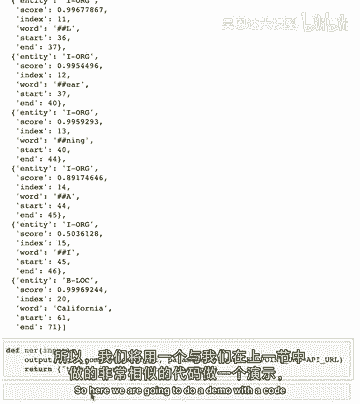 'score': 0.99677867,
'index': 11,
'word': '##L',
'start': 36,
'end': 37},
{'entity': 'I-ORG',
'score': 0.9954496,
'index': 12,
'word': '##ear',
'start': 37,
'end': 40},
{'entity': 'I-ORG',
'score': 0.9959293,
'index': 13,
'word': '##ning',
'start': 40,
'end': 44},
{'entity': 'I-ORG',
'score': 0.89174646,
'index': 14,
'word': '##A',
'start': 44,
'end': 45},
{'entity': 'I-ORG',
'score': 0.5036128,
'index': 15,
'word': '##I',
'start': 45,
'end': 46},
{'entity': 'B-LOC',
'score': 0.99969244,
'index': 20,
'word': 'California',
'start': 61,
'end': 71}]
def ner(
API_URL)
output
return {"
所以，我们将用一个与我们在上一节中
做的非常相似的代码做一个演示，
So here we are going to do a demo with a code